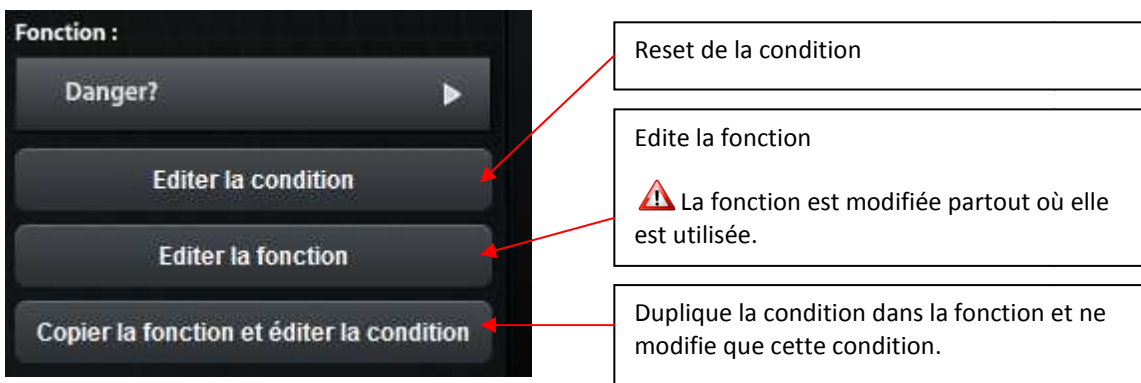 Fonction :
Danger?
Editer la condition
Editer la fonction
Copier la fonction et éditer la condition
Reset de la condition
Edite la fonction
La fonction est modifiée partout où elle
est utilisée.
Duplique la condition dans la fonction et ne
modifie que cette condition.